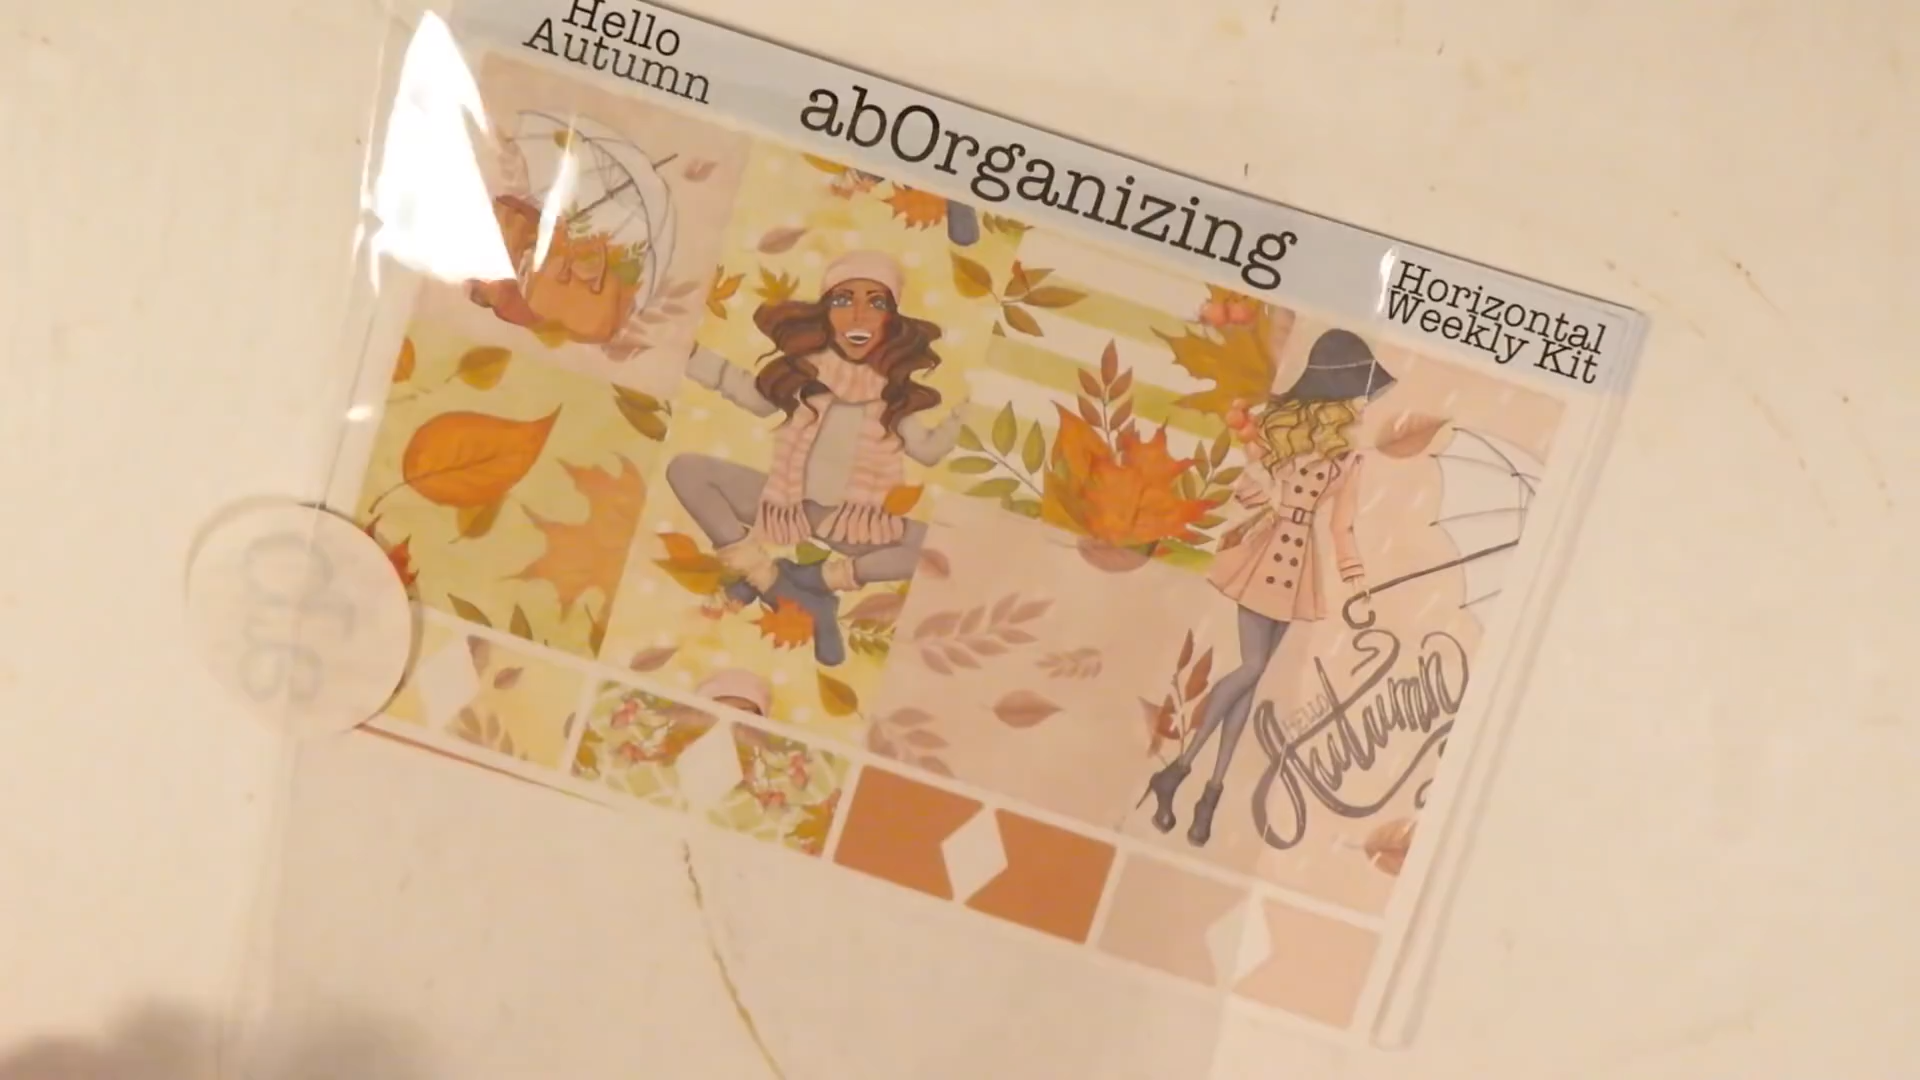 Hello
Autumn
abOrganizing
Horizontal
Weekly Kit
HELLO
Autumn